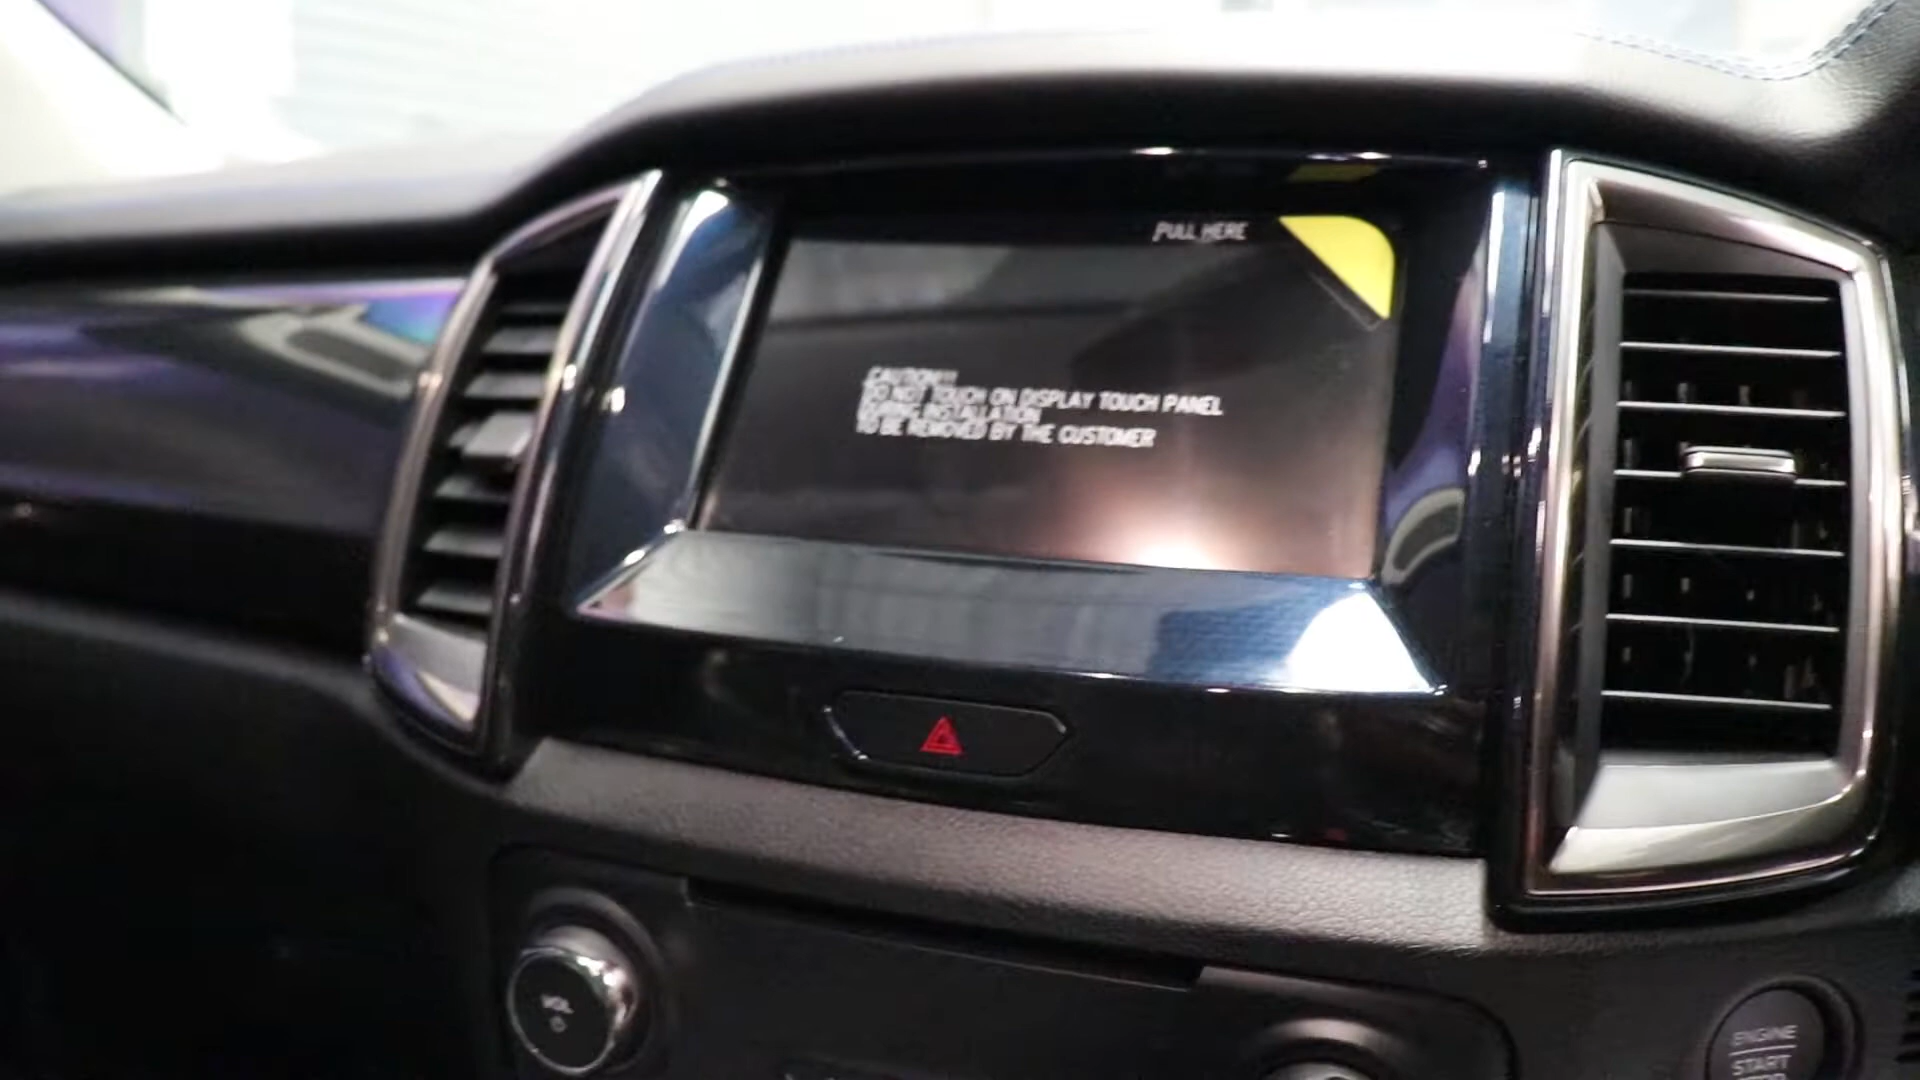 PULL HERE
CAUTION!!!
DO NOT TOUCH ON DISPLAY TOUCH PANEL
DURING INSTALLATION
TO BE REMOVED BY THE CUSTOMER
VOL
ENGINE
START